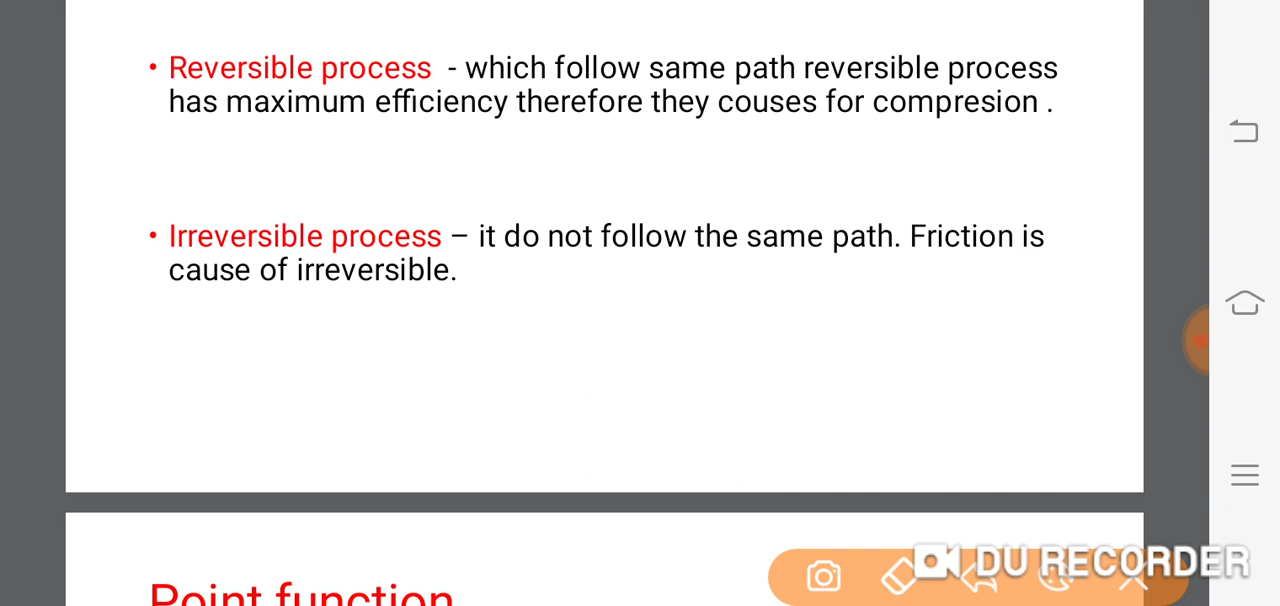 • Reversible process - which follow same path reversible process
has maximum efficiency therefore they couses for compresion .
• Irreversible process – it do not follow the same path. Friction is
cause of irreversible.
Point function
DU RECORDER